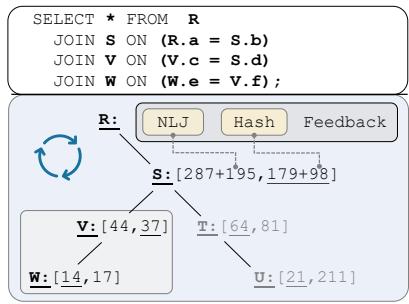 SELECT * FROM R
JOIN S ON (R.a = S.b)
JOIN V ON (V.c = S.d)
JOIN W ON (W.e = V.f);
R: NLJ Hash Feedback
S:[287+195,179+98]
V:[44,37] T:[64,81]
W:[14,17] U:[21,211]